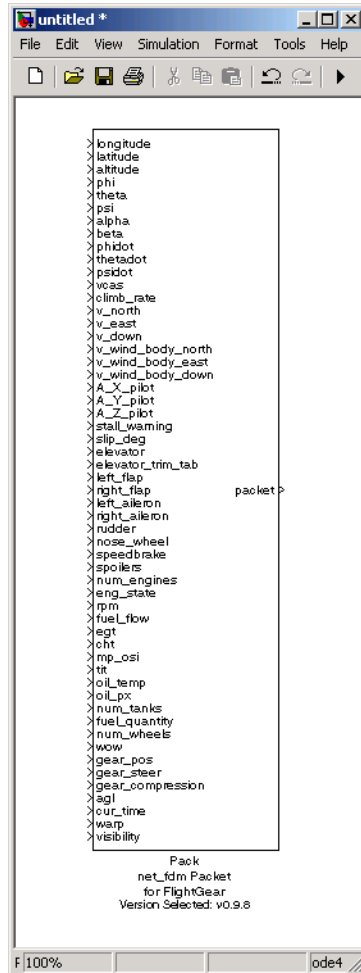 untitled *
File Edit View Simulation Format Tools Help
longitude
latitude
altitude
phi
theta
psi
alpha
beta
phidot
thetadot
psidot
vcas
climb_rate
v_north
v_east
v_down
v_wind_body_north
v_wind_body_east
v_wind_body_down
A_X_pilot
A_Y_pilot
A_Z_pilot
stall_warning
slip_deg
elevator
elevator_trim_tab
left_flap
right_flap packet
left_aileron
right_aileron
rudder
nose_wheel
speedbrake
spoilers
num_engines
eng_state
rpm
fuel_flow
egt
cht
mp_osi
tit
oil_temp
oil_px
num_tanks
fuel_quantity
num_wheels
wow
gear_pos
gear_steer
gear_compression
agl
cur_time
warp
visibility
Pack
net_fdm Packet
for FlightGear
Version Selected: v0.9.8
F 100% ode4